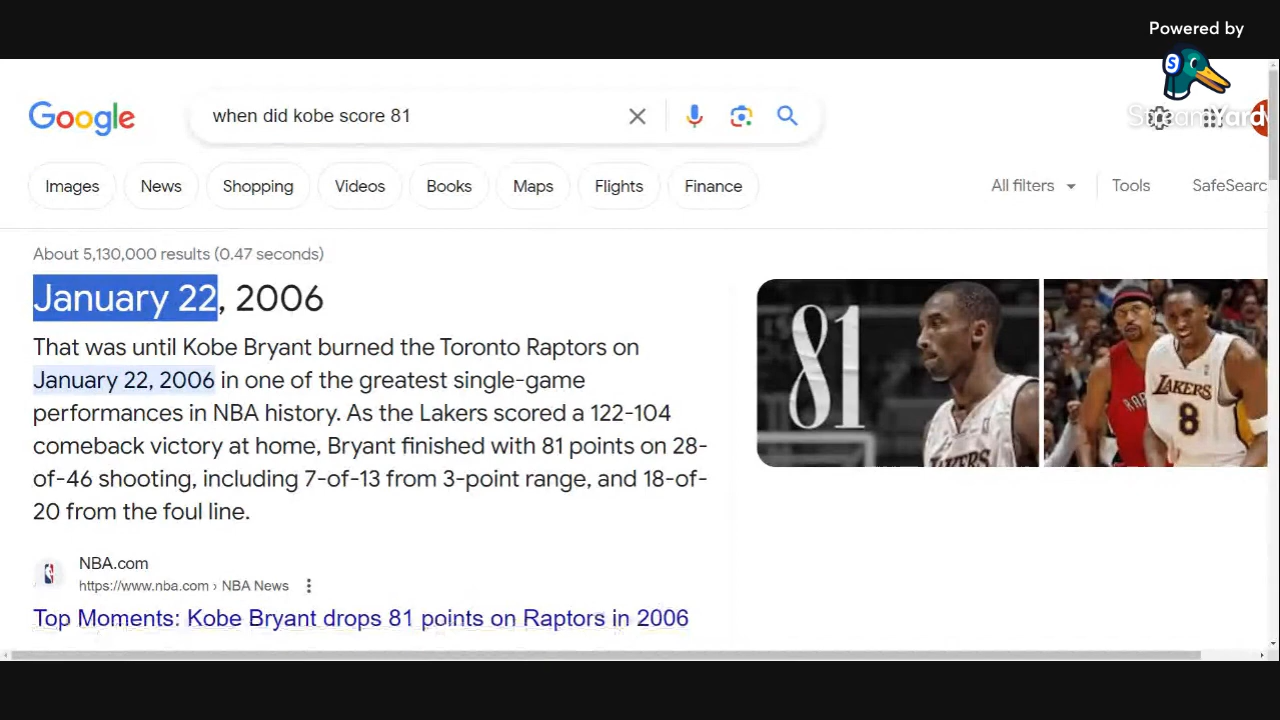 Powered by
S
StreamYard
Google
when did kobe score 81
Images
News
Shopping
Videos
Books
Maps
Flights
Finance
All filters
Tools
SafeSearc
About 5,130,000 results (0.47 seconds)
January 22, 2006
That was until Kobe Bryant burned the Toronto Raptors on
January 22, 2006 in one of the greatest single-game
performances in NBA history. As the Lakers scored a 122-104
comeback victory at home, Bryant finished with 81 points on 28-
of-46 shooting, including 7-of-13 from 3-point range, and 18-of-
20 from the foul line.
81
LAKERS
RAP
LAKERS
8
NBA.com
https://www.nba.com › NBA News
Top Moments: Kobe Bryant drops 81 points on Raptors in 2006